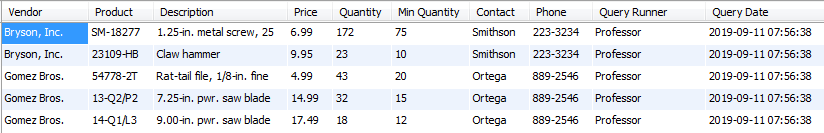 Vendor Product Description Price Quantity Min Quantity Contact Phone Query Runner Query Date
Bryson, Inc. SM-18277 1.25-in. metal screw, 25 6.99 172 75 Smithson 223-3234 Professor 2019-09-11 07:56:38
Bryson, Inc. 23109-HB Claw hammer 9.95 23 10 Smithson 223-3234 Professor 2019-09-11 07:56:38
Gomez Bros. 54778-2T Rat-tail file, 1/8-in. fine 4.99 43 20 Ortega 889-2546 Professor 2019-09-11 07:56:38
Gomez Bros. 13-Q2/P2 7.25-in. pwr. saw blade 14.99 32 15 Ortega 889-2546 Professor 2019-09-11 07:56:38
Gomez Bros. 14-Q1/L3 9.00-in. pwr. saw blade 17.49 18 12 Ortega 889-2546 Professor 2019-09-11 07:56:38